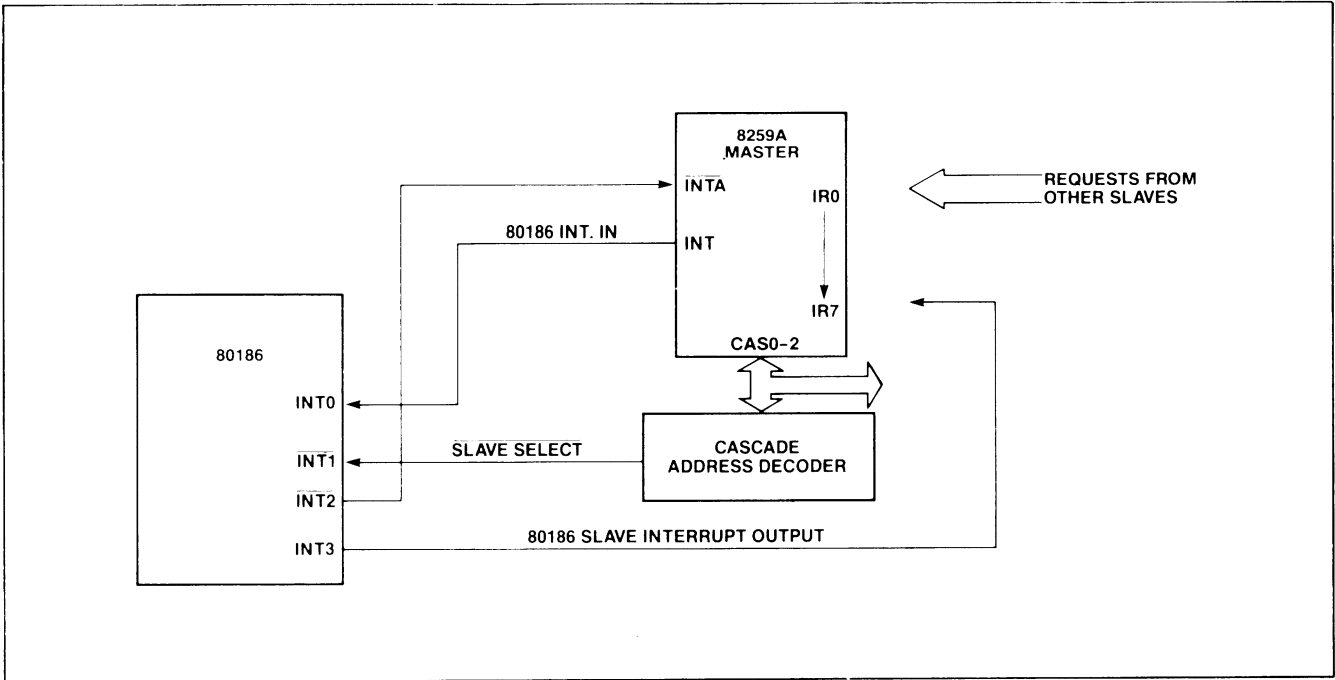 8259A
MASTER
INTA
IR0
REQUESTS FROM
OTHER SLAVES
80186 INT. IN
INT
IR7
CAS0-2
80186
INT0
SLAVE SELECT
CASCADE
ADDRESS DECODER
INT1
INT2
80186 SLAVE INTERRUPT OUTPUT
INT3